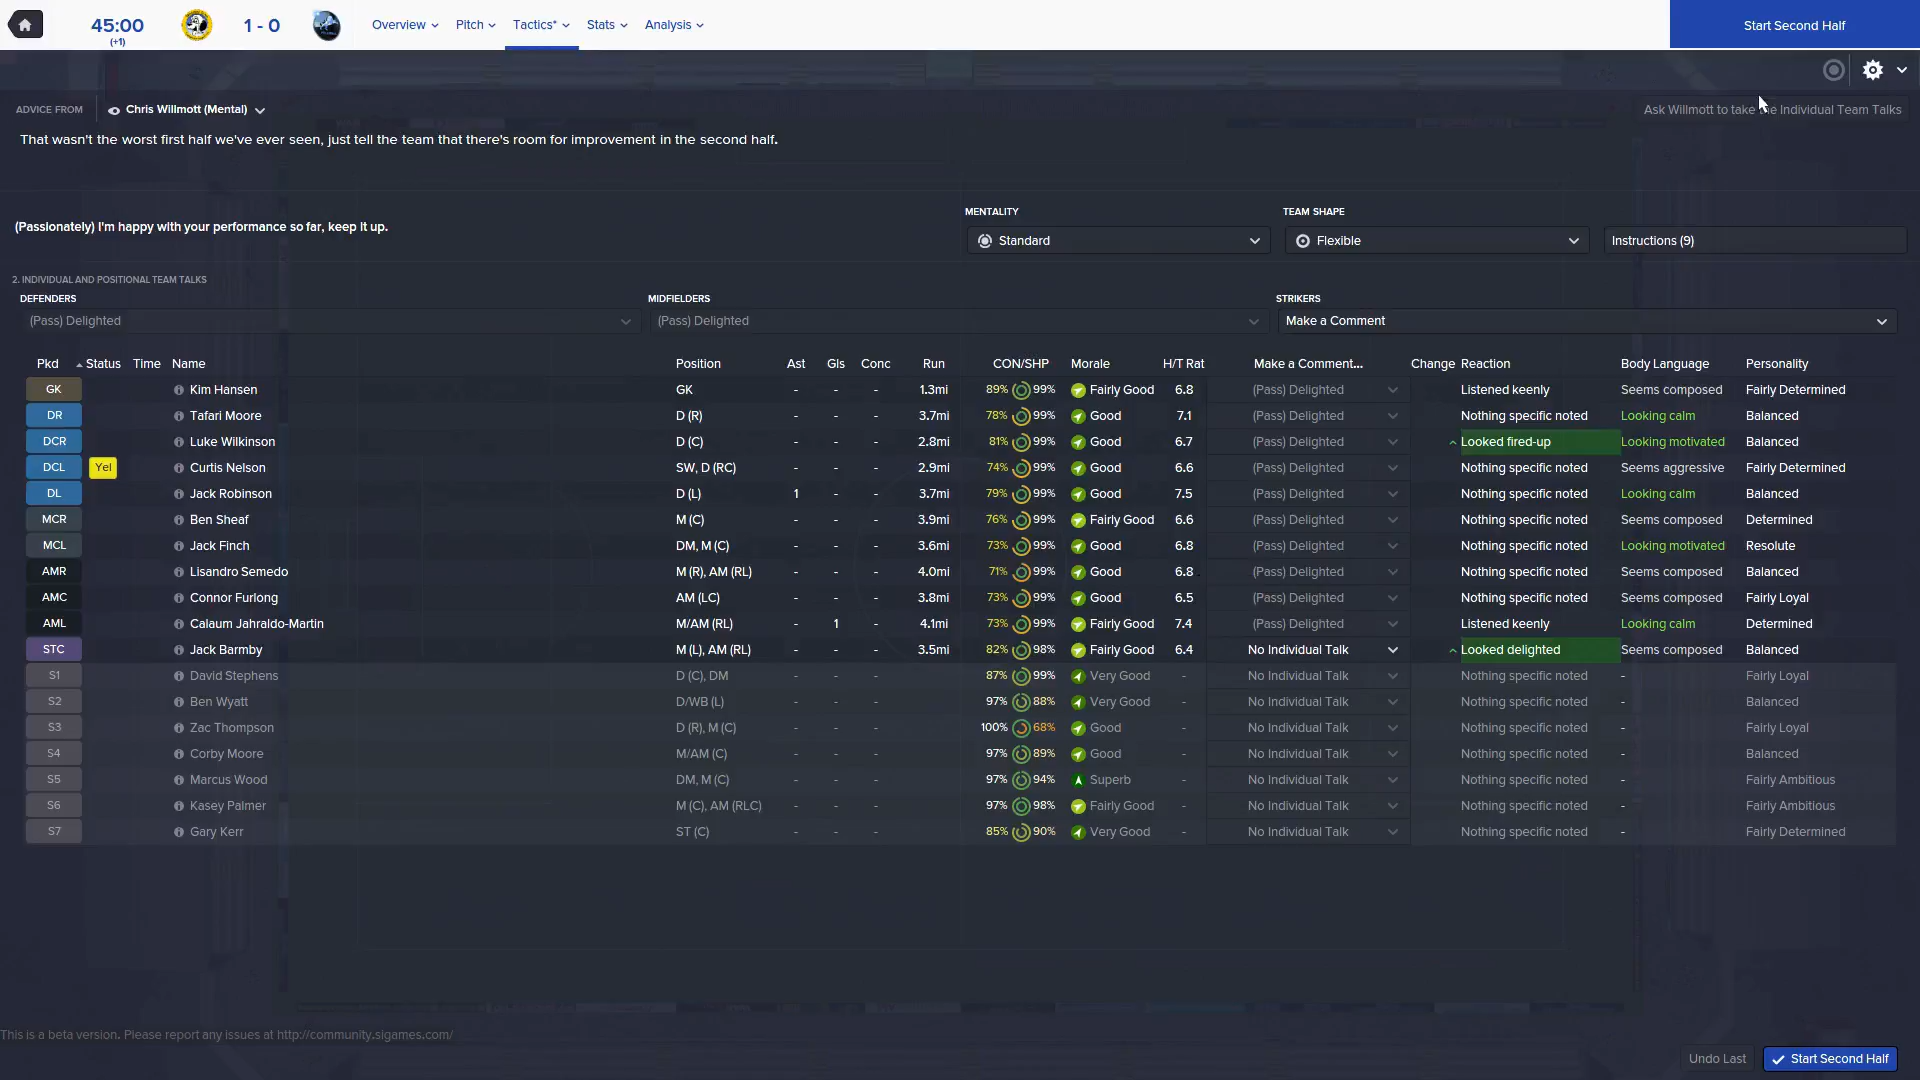 45:00
(+1)
1 - 0
Overview
Pitch
Tactics*
Stats
Analysis
Start Second Half
ADVICE FROM
Chris Willmott (Mental)
Ask Willmott to take the Individual Team Talks
That wasn't the worst first half we've ever seen, just tell the team that there's room for improvement in the second half.
MENTALITY
TEAM SHAPE
(Passionately) I'm happy with your performance so far, keep it up.
Standard
Flexible
Instructions (9)
2. INDIVIDUAL AND POSITIONAL TEAM TALKS
DEFENDERS
MIDFIELDERS
STRIKERS
(Pass) Delighted
(Pass) Delighted
Make a Comment
Pkd Status Time Name Position Ast Gls Conc Run CON/SHP Morale H/T Rat Make a Comment... Change Reaction Body Language Personality
GK Kim Hansen GK - - - 1.3mi 89% 99% Fairly Good 6.8 (Pass) Delighted Listened keenly Seems composed Fairly Determined
DR Tafari Moore D (R) - - - 3.7mi 78% 99% Good 7.1 (Pass) Delighted Nothing specific noted Looking calm Balanced
DCR Luke Wilkinson D (C) - - - 2.8mi 81% 99% Good 6.7 (Pass) Delighted Looked fired-up Looking motivated Balanced
DCL Yel Curtis Nelson SW, D (RC) - - - 2.9mi 74% 99% Good 6.6 (Pass) Delighted Nothing specific noted Seems aggressive Fairly Determined
DL Jack Robinson D (L) 1 - - 3.7mi 79% 99% Good 7.5 (Pass) Delighted Nothing specific noted Looking calm Balanced
MCR Ben Sheaf M (C) - - - 3.9mi 76% 99% Fairly Good 6.6 (Pass) Delighted Nothing specific noted Seems composed Determined
MCL Jack Finch DM, M (C) - - - 3.6mi 73% 99% Good 6.8 (Pass) Delighted Nothing specific noted Looking motivated Resolute
AMR Lisandro Semedo M (R), AM (RL) - - - 4.0mi 71% 99% Good 6.8 (Pass) Delighted Nothing specific noted Seems composed Balanced
AMC Connor Furlong AM (LC) - - - 3.8mi 73% 99% Good 6.5 (Pass) Delighted Nothing specific noted Seems composed Fairly Loyal
AML Calaum Jahraldo-Martin M/AM (RL) - 1 - 4.1mi 73% 99% Fairly Good 7.4 (Pass) Delighted Listened keenly Looking calm Determined
STC Jack Barmby M (L), AM (RL) - - - 3.5mi 82% 98% Fairly Good 6.4 No Individual Talk Looked delighted Seems composed Balanced
S1 David Stephens D (C), DM - - - 87% 99% Very Good - No Individual Talk Nothing specific noted - Fairly Loyal
S2 Ben Wyatt D/WB (L) - - - 97% 88% Very Good - No Individual Talk Nothing specific noted - Balanced
S3 Zac Thompson D (R), M (C) - - - 100% 68% Good - No Individual Talk Nothing specific noted - Fairly Loyal
S4 Corby Moore M/AM (C) - - - 97% 89% Good - No Individual Talk Nothing specific noted - Balanced
S5 Marcus Wood DM, M (C) - - - 97% 94% Superb - No Individual Talk Nothing specific noted - Fairly Ambitious
S6 Kasey Palmer M (C), AM (RLC) - - - 97% 98% Fairly Good - No Individual Talk Nothing specific noted - Fairly Ambitious
S7 Gary Kerr ST (C) - - - 85% 90% Very Good - No Individual Talk Nothing specific noted - Fairly Determined
This is a beta version. Please report any issues at http://community.sigames.com/
Undo Last
Start Second Half